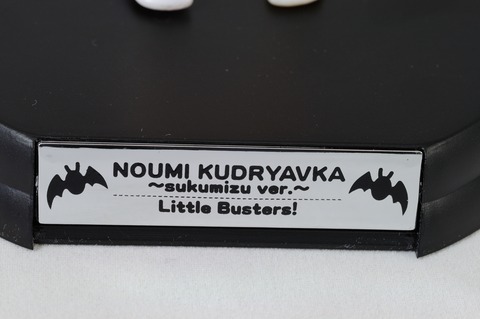 NOUMI KUDRYAVKA
~sukumizu ver.~
Little Busters!